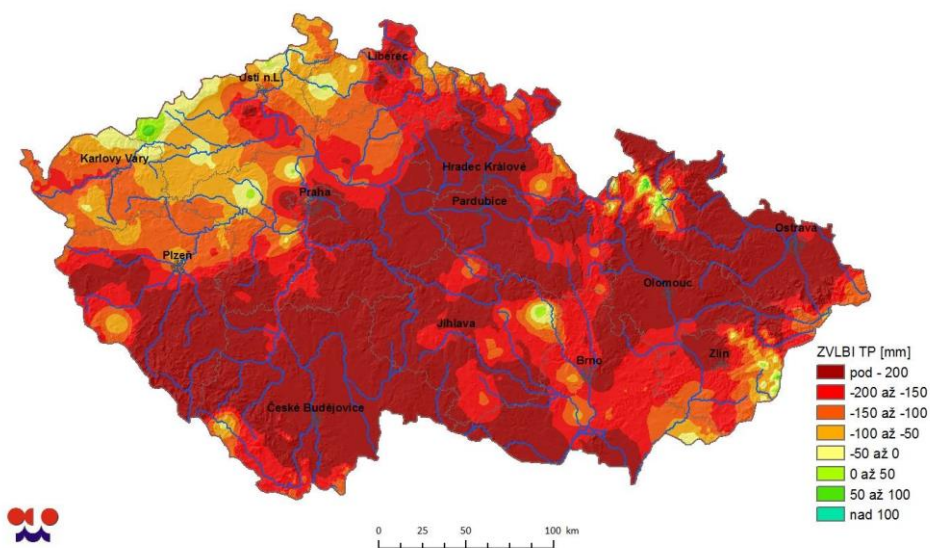 Liberec
Ústí n.L.
Karlovy Vary
Hradec Králové
Praha
Pardubice
Ostrava
Plzeň
Olomouc
Jihlava
Zlín
Brno
České Budějovice
ZVLBI TP [mm]
pod - 200
-200 až -150
-150 až -100
-100 až -50
-50 až 0
0 až 50
50 až 100
nad 100
0 25 50 100 km